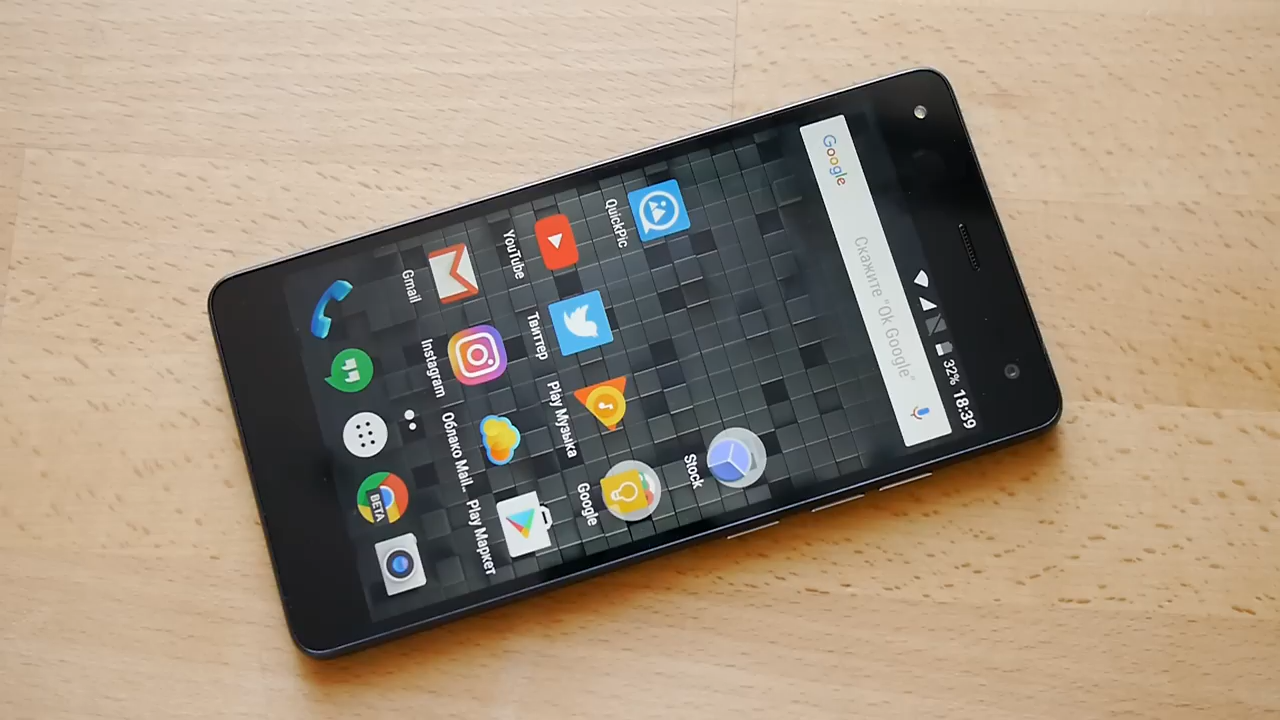 32% 18:39
Google
Скажите "Ok Google"
QuickPic Stock
YouTube Твиттер Play Музыка Google
Gmail Instagram Облако Mail.. Play Маркет
BETA